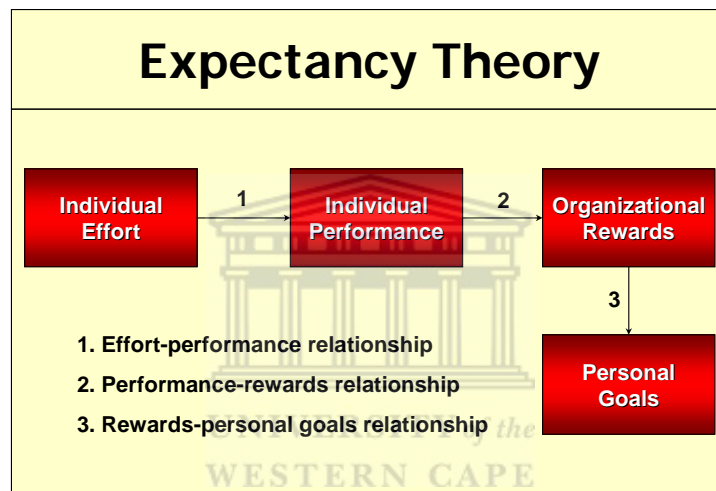 Expectancy Theory
Individual
Effort
1
Individual
Performance
2
Organizational
Rewards
3
Personal
Goals
1. Effort-performance relationship
2. Performance-rewards relationship
3. Rewards-personal goals relationship
UNIVERSITY of the
WESTERN CAPE